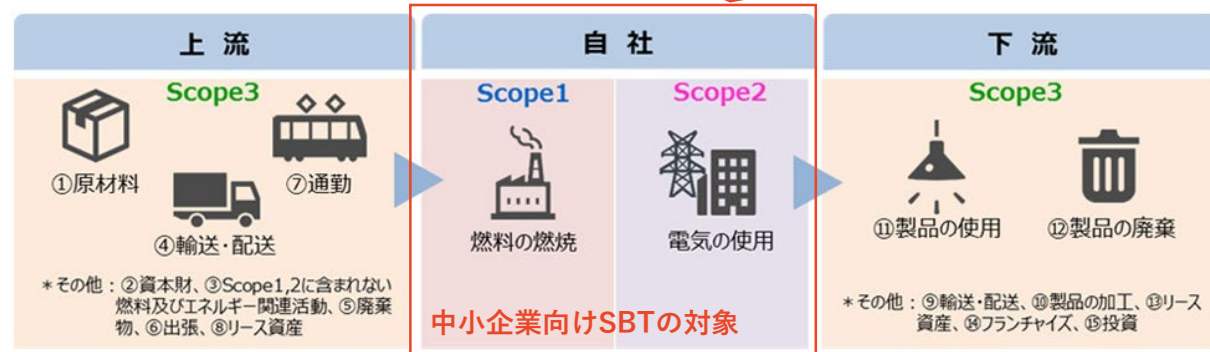 上 流
Scope3
①原材料
⑦通勤
④輸送・配送
*その他：②資本財、③Scope1,2に含まれない
燃料及びエネルギー関連活動、⑤廃棄
物、⑥出張、⑧リース資産
自 社
Scope1
燃料の燃焼
Scope2
電気の使用
中小企業向けSBTの対象
下 流
Scope3
⑪製品の使用
⑫製品の廃棄
*その他：⑨輸送・配送、⑩製品の加工、⑬リース
資産、⑭フランチャイズ、⑮投資